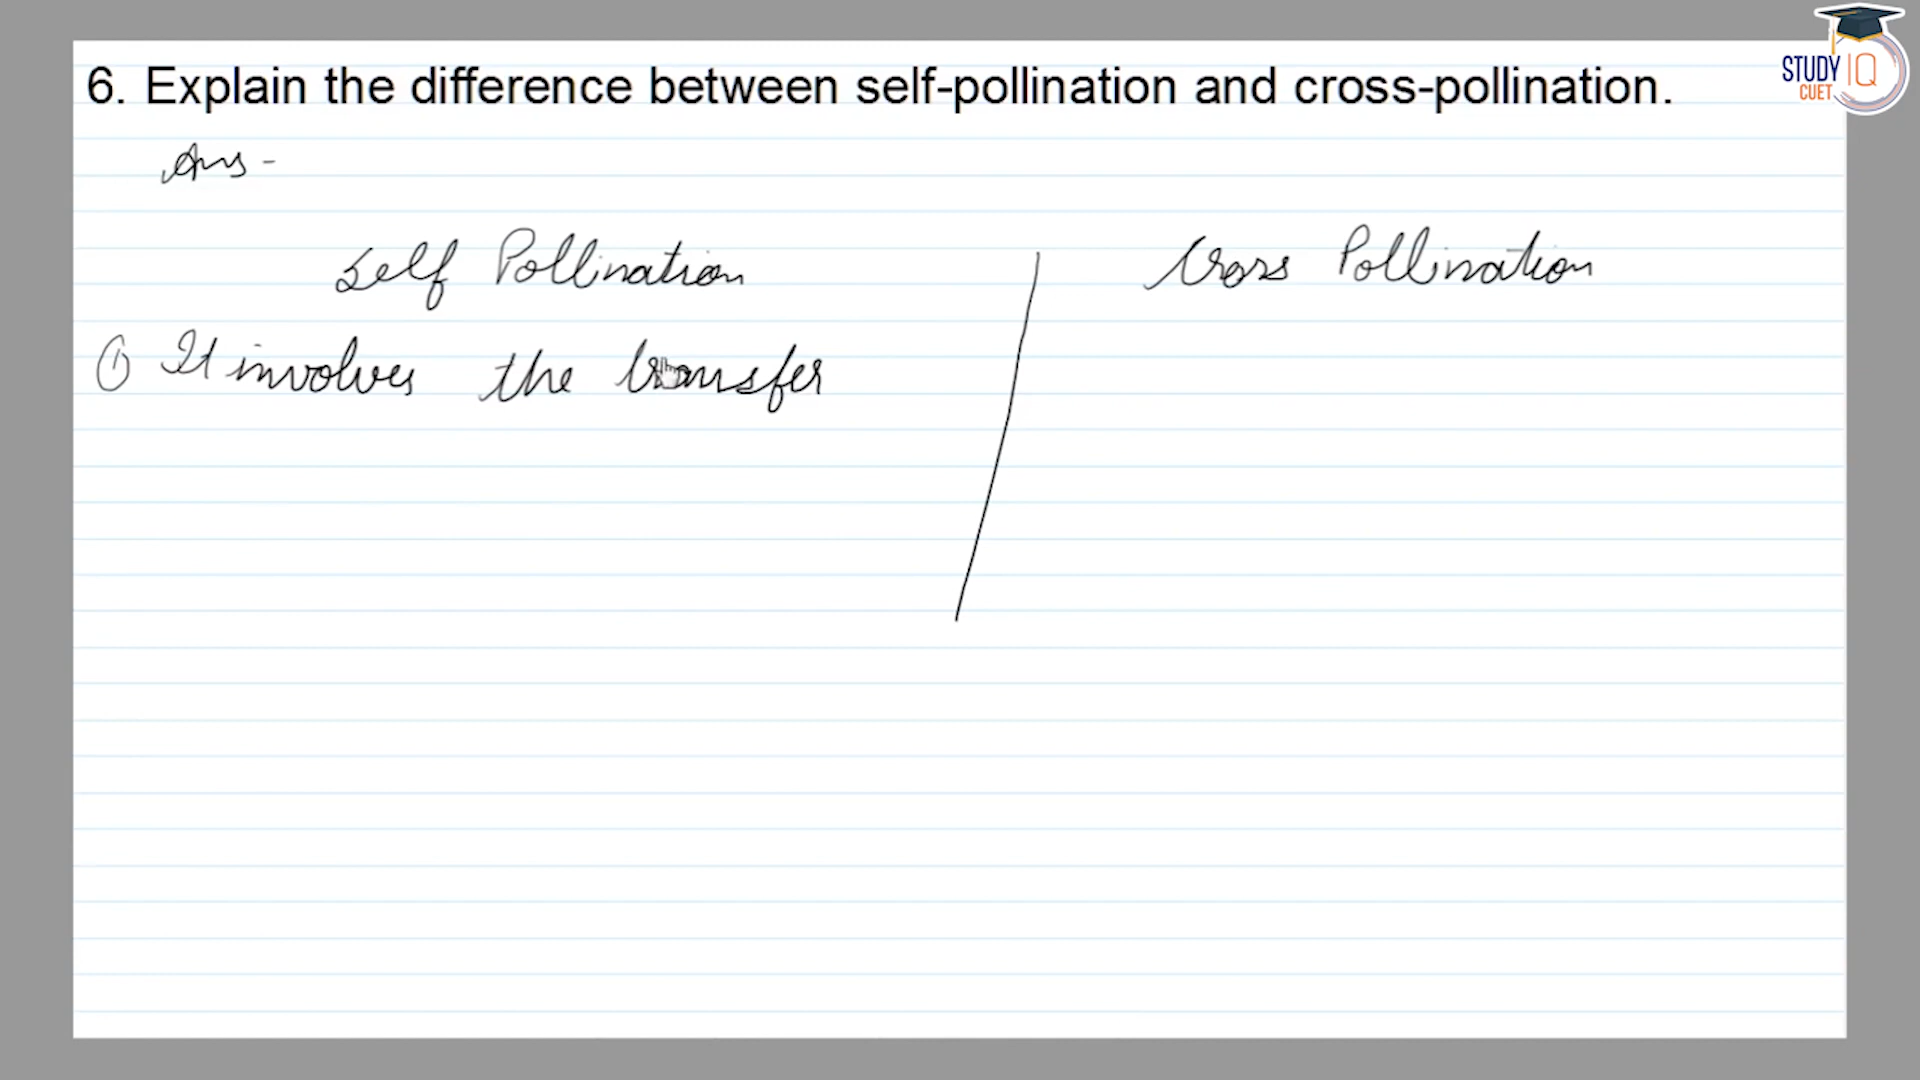 STUDY IQ
CUET
6. Explain the difference between self-pollination and cross-pollination.
Ans -
Self Pollination
Cross Pollination
① It involves the transfer